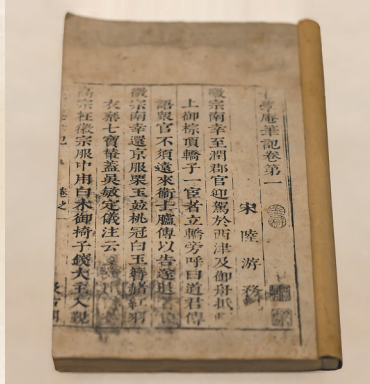 學庵筆記卷第一
宋陸游務
徽宗南幸至潤郡官迎駕於西津及御舟抵
上御棕頂轎子一宦者立轎旁呼曰道君傳
語衆官不須遠來衞士臚傳以告遂退
徽宗南幸還京服栗玉並桃冠白玉簪赭紅羽
衣乘七寶輦蓋吳敏定儀注云
高宗在徽宗服中用白木御椅子錢大主入覲
記 卷之